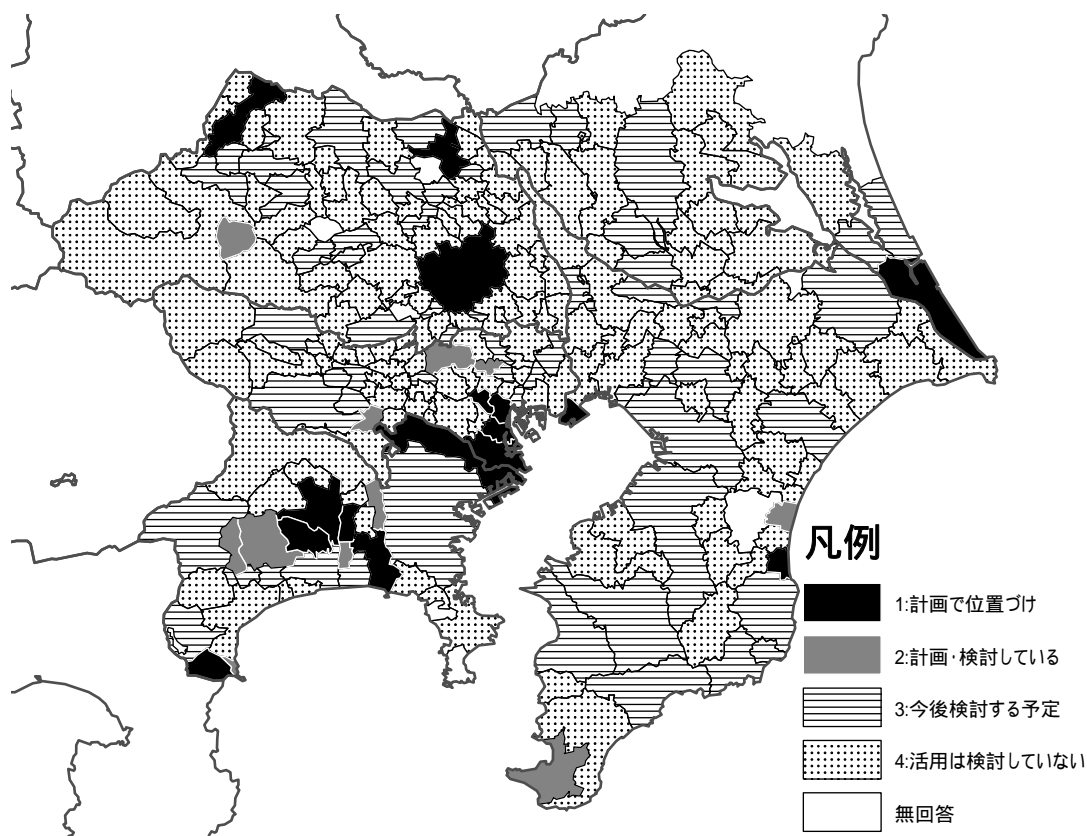 凡例
1:計画で位置づけ
2:計画・検討している
3:今後検討する予定
4:活用は検討していない
無回答